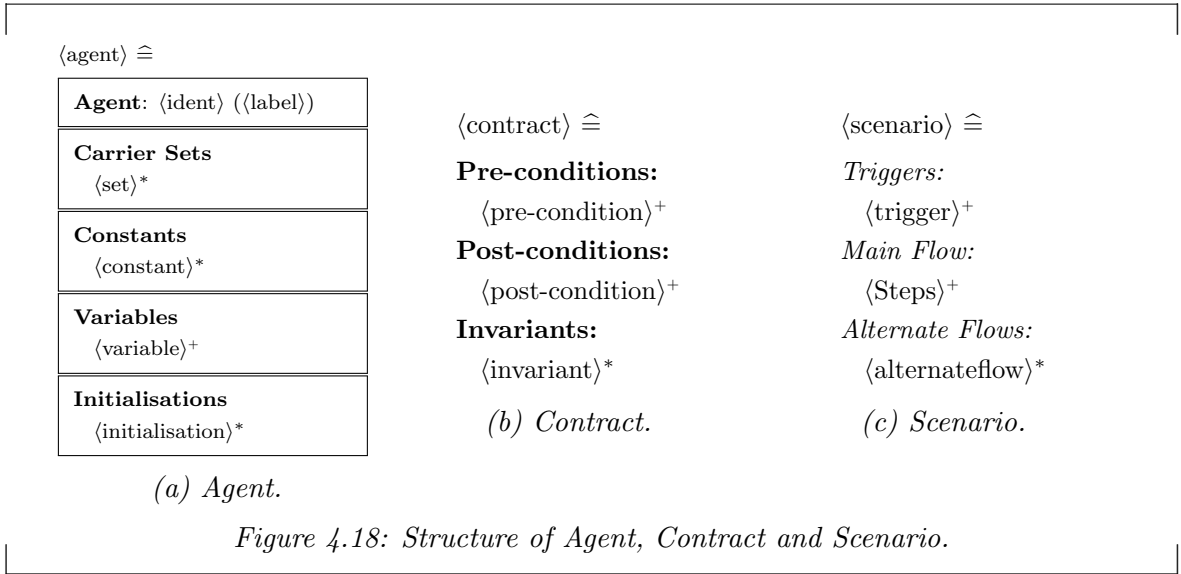 ⟨agent⟩ ≙
Agent: ⟨ident⟩ (⟨label⟩)
Carrier Sets
⟨set⟩*
Constants
⟨constant⟩*
Variables
⟨variable⟩⁺
Initialisations
⟨initialisation⟩*
(a) Agent.
⟨contract⟩ ≙
Pre-conditions:
⟨pre-condition⟩⁺
Post-conditions:
⟨post-condition⟩⁺
Invariants:
⟨invariant⟩*
(b) Contract.
⟨scenario⟩ ≙
Triggers:
⟨trigger⟩⁺
Main Flow:
⟨Steps⟩⁺
Alternate Flows:
⟨alternateflow⟩*
(c) Scenario.
Figure 4.18: Structure of Agent, Contract and Scenario.